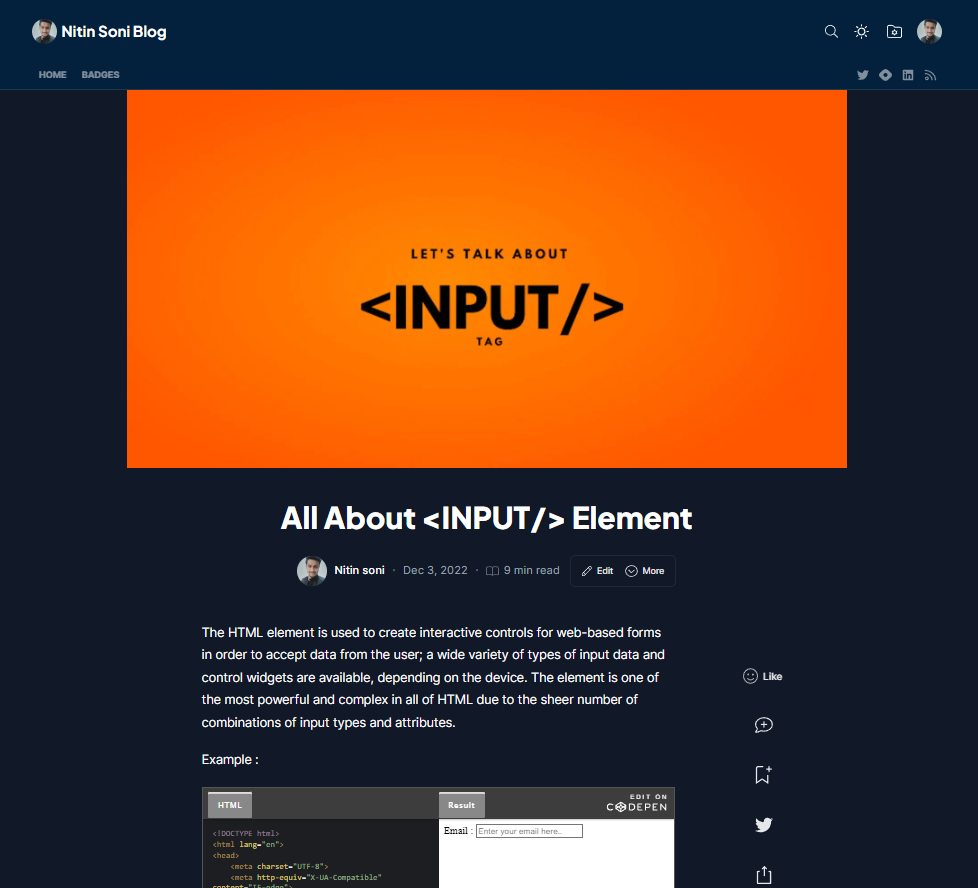 Nitin Soni Blog
HOME BADGES
LET'S TALK ABOUT
<INPUT/>
TAG
All About <INPUT/> Element
Nitin soni · Dec 3, 2022 · 9 min read Edit More
The HTML element is used to create interactive controls for web-based forms
in order to accept data from the user; a wide variety of types of input data and
control widgets are available, depending on the device. The element is one of
the most powerful and complex in all of HTML due to the sheer number of
combinations of input types and attributes.
Like
Example :
HTML Result EDIT ON
CODEPEN
Email : Enter your email here..
<!DOCTYPE html>
<html lang="en">
<head>
<meta charset="UTF-8">
<meta http-equiv="X-UA-Compatible"
content="IE=edge">